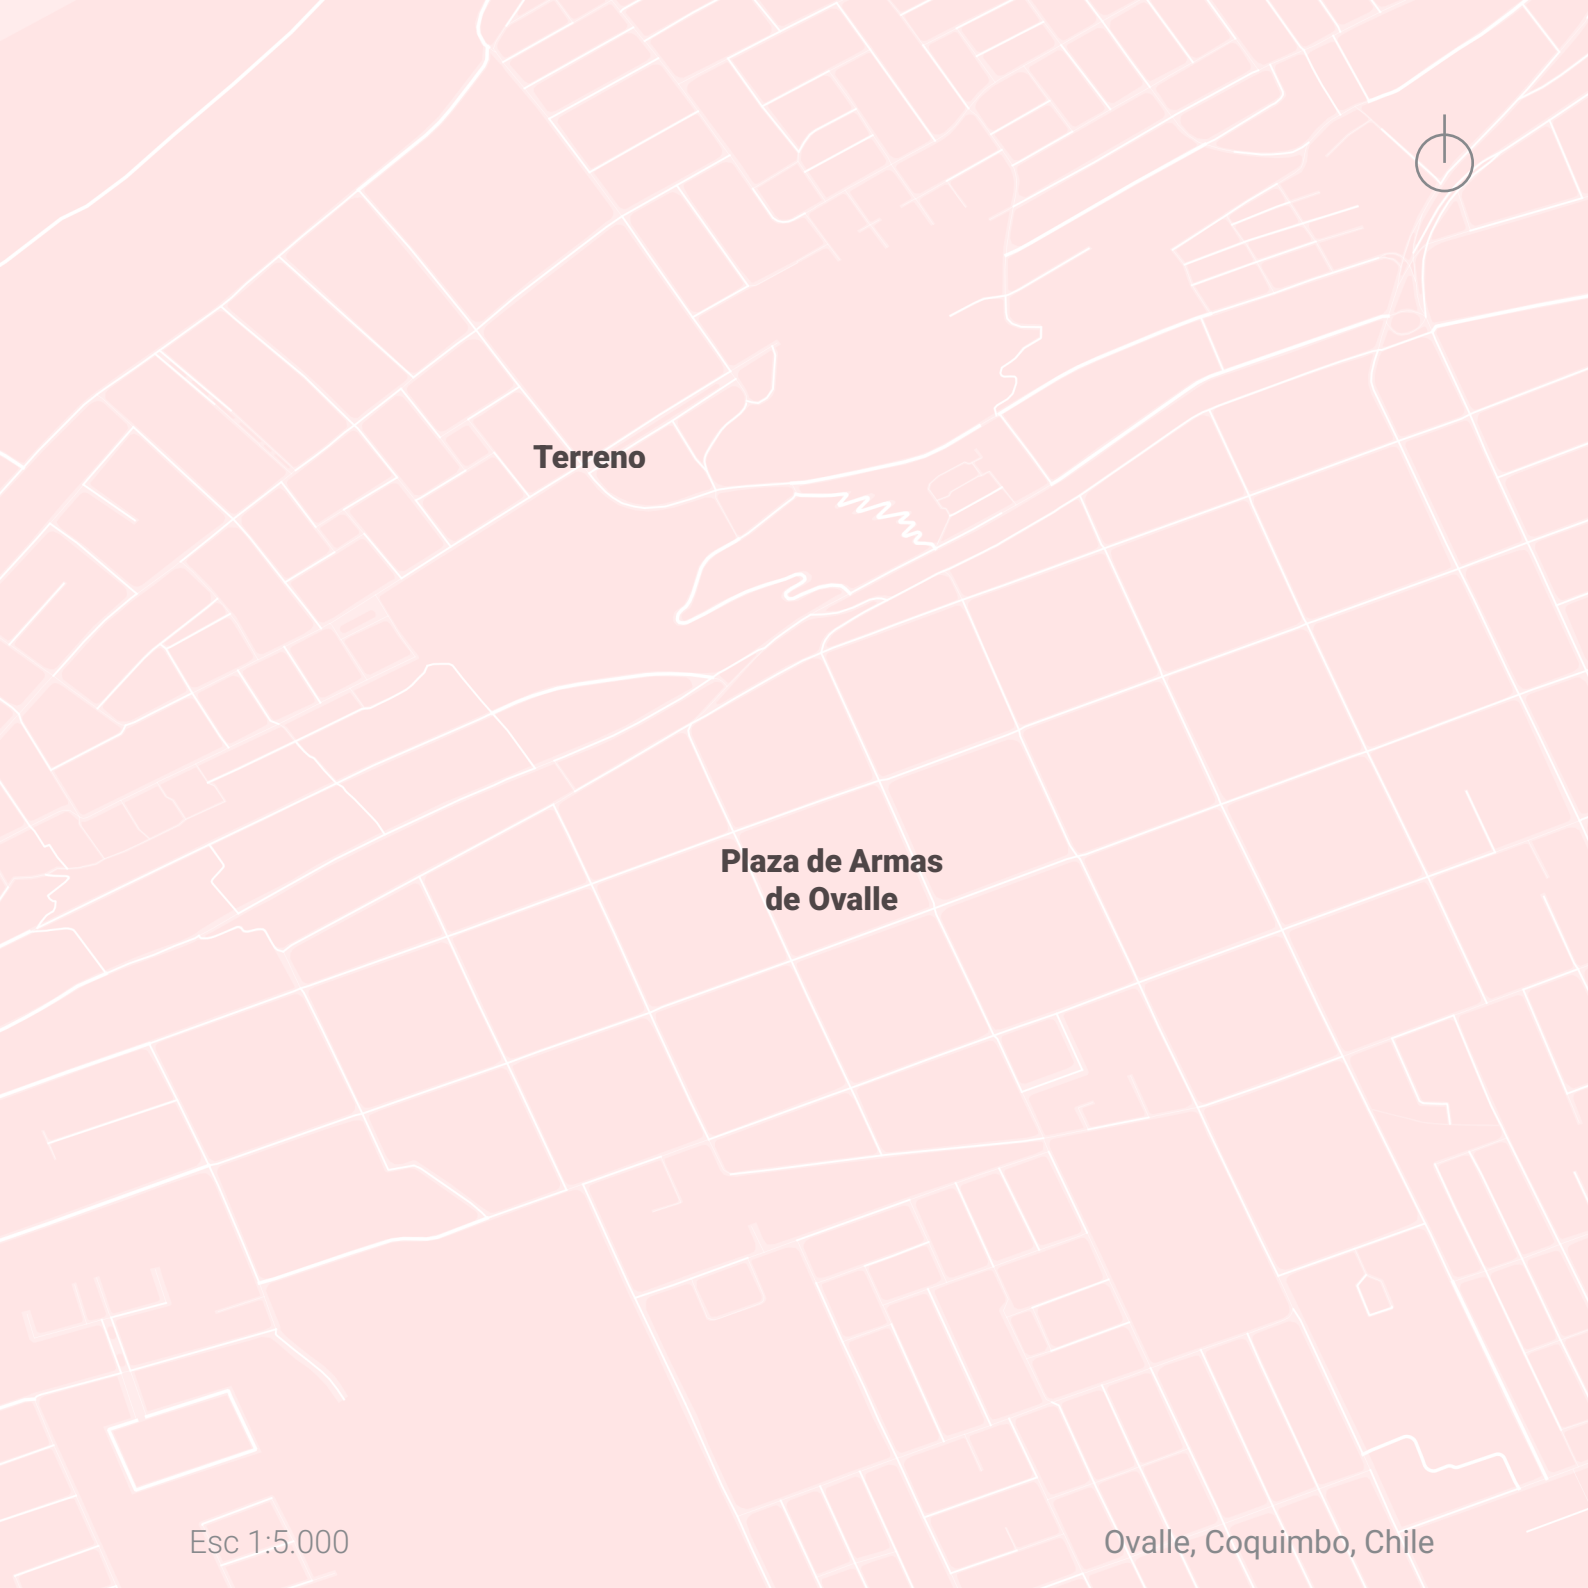 Terreno
Plaza de Armas
de Ovalle
Esc 1:5.000
Ovalle, Coquimbo, Chile